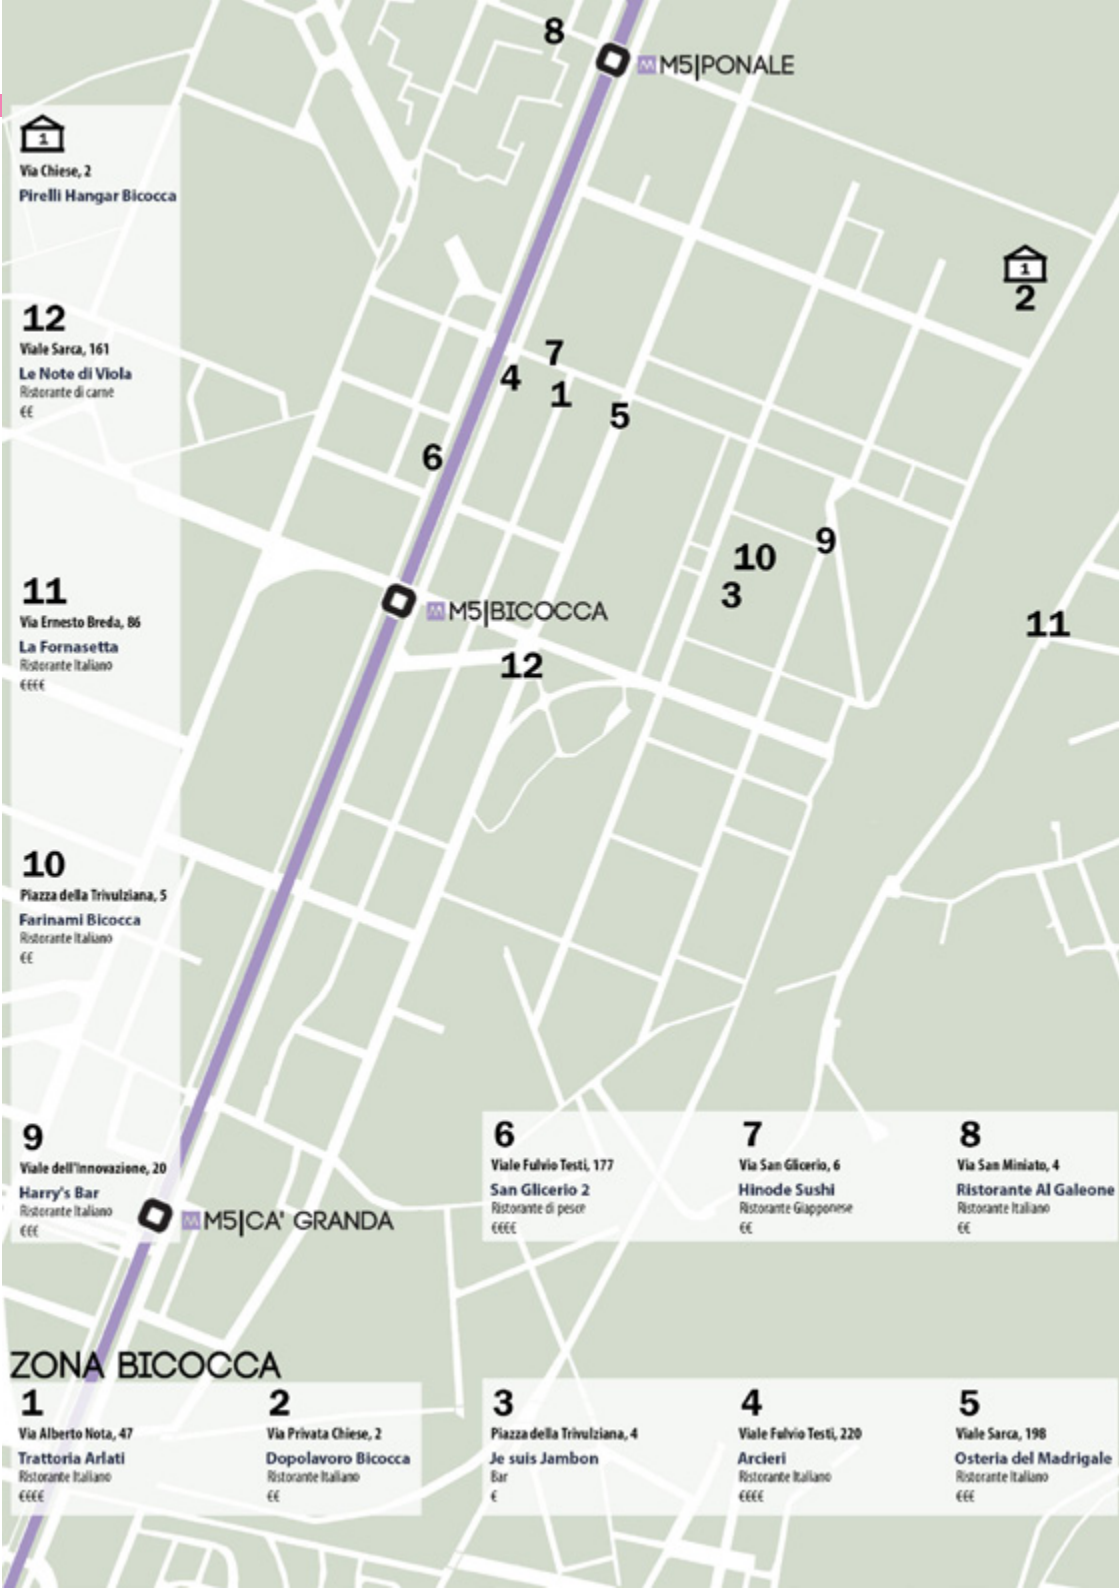 8
M M5|PONALE
1
Via Chiese, 2
Pirelli Hangar Bicocca
1
2
12
Viale Sarca, 161
Le Note di Viola
Ristorante di carne
€€
7
4
1
5
6
11
Via Ernesto Breda, 86
La Fornasetta
Ristorante Italiano
€€€€
9
10
3
M M5|BICOCCA
11
12
10
Piazza della Trivulziana, 5
Farinami Bicocca
Ristorante Italiano
€€
9
Viale dell'Innovazione, 20
Harry's Bar
Ristorante Italiano
€€€
M M5|CA' GRANDA
6
Viale Fulvio Testi, 177
San Glicerio 2
Ristorante di pesce
€€€€
7
Via San Glicerio, 6
Hinode Sushi
Ristorante Giapponese
€€
8
Via San Miniato, 4
Ristorante Al Galeone
Ristorante Italiano
€€
ZONA BICOCCA
1
Via Alberto Nota, 47
Trattoria Arlati
Ristorante Italiano
€€€€
2
Via Privata Chiese, 2
Dopolavoro Bicocca
Ristorante Italiano
€€
3
Piazza della Trivulziana, 4
Je suis Jambon
Bar
€
4
Viale Fulvio Testi, 220
Arcieri
Ristorante Italiano
€€€€
5
Viale Sarca, 198
Osteria del Madrigale
Ristorante Italiano
€€€